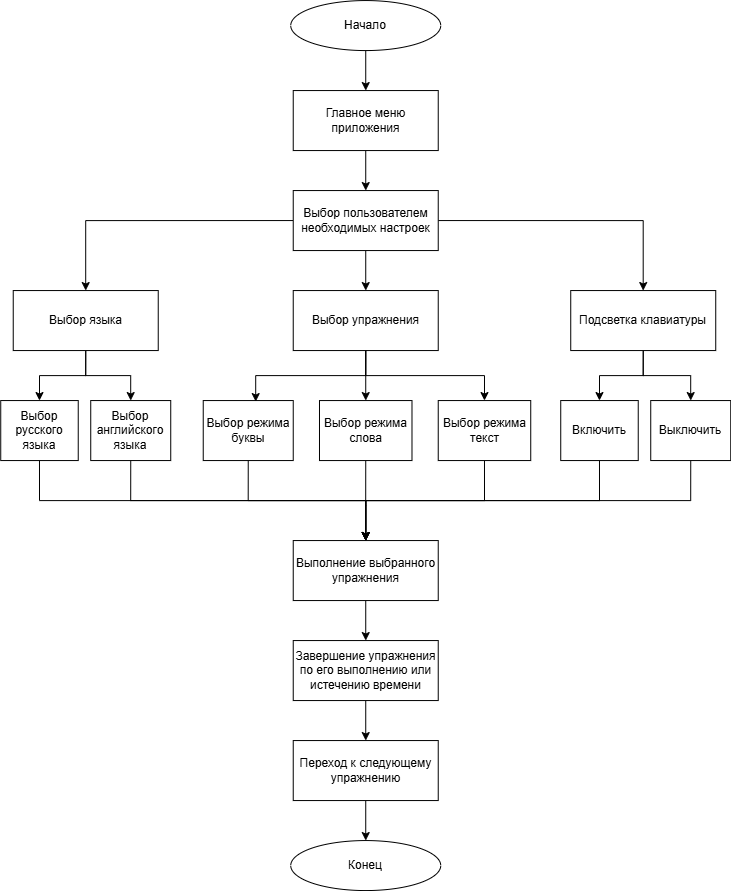 Начало
Главное меню
приложения
Выбор пользователем
необходимых настроек
Выбор языка
Выбор упражнения
Подсветка клавиатуры
Выбор
русского
языка
Выбор
английского
языка
Выбор режима
буквы
Выбор режима
слова
Выбор режима
текст
Включить
Выключить
Выполнение выбранного
упражнения
Завершение упражнения
по его выполнению или
истечению времени
Переход к следующему
упражнению
Конец